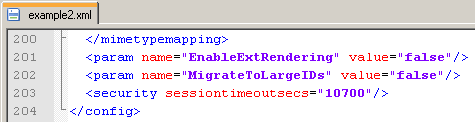 example2.xml
200 </mimetypemapping>
201 <param name="EnableExtRendering" value="false"/>
202 <param name="MigrateToLargeIDs" value="false"/>
203 <security sessiontimeoutsecs="10700"/>
204 </config>